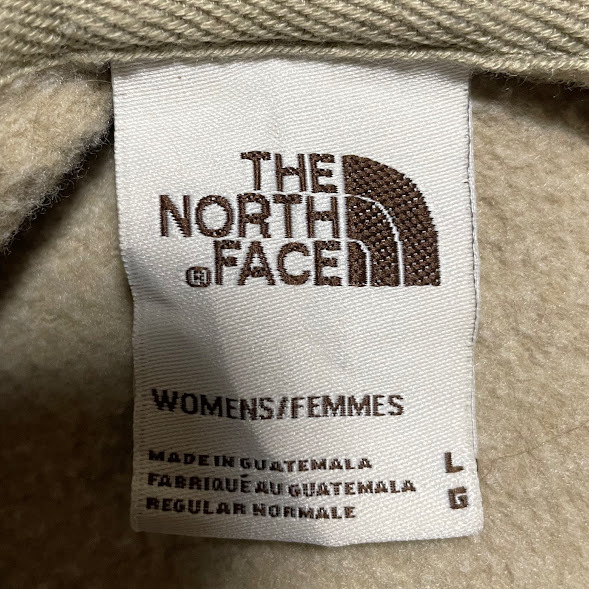 THE
NORTH
®FACE
WOMENS/FEMMES
MADE IN GUATEMALA L
FABRIQUÉ AU GUATEMALA G
REGULAR NORMALE